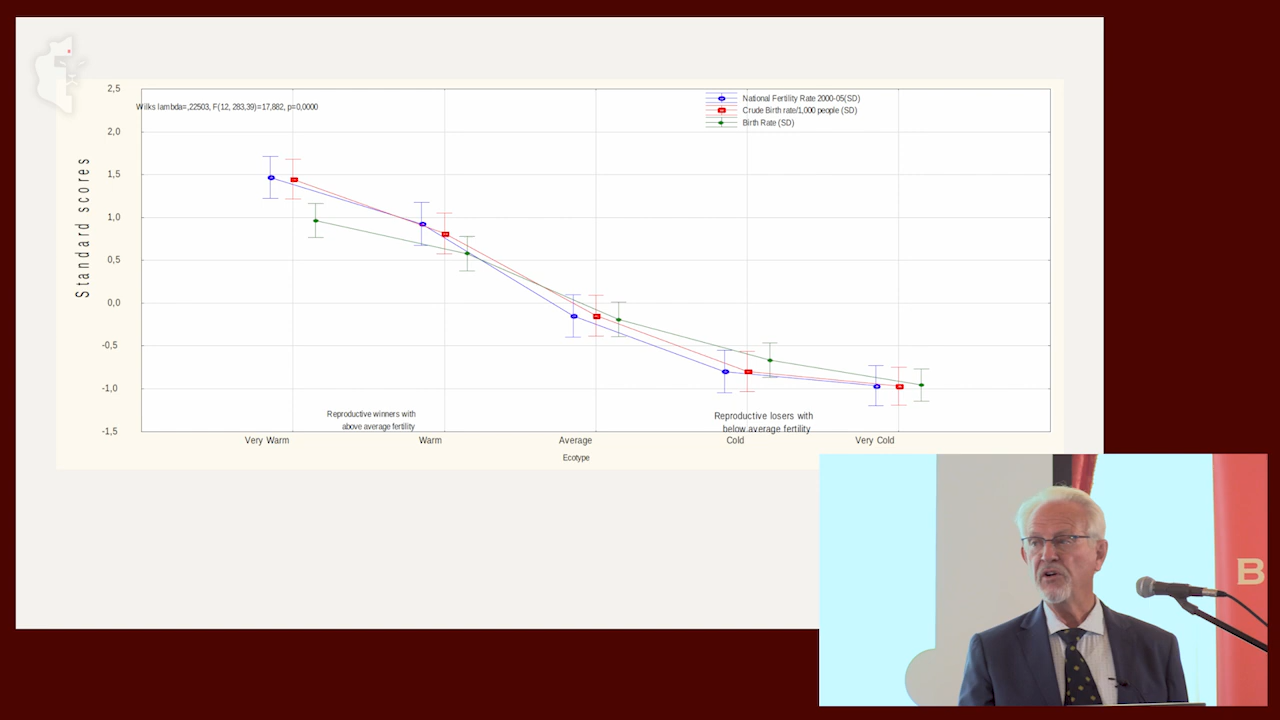 2,5
Wilks lambda=,22503, F(12, 283,39)=17,882, p=0,0000
National Fertility Rate 2000-05(SD)
Crude Birth rate/1,000 people (SD)
Birth Rate (SD)
2,0
1,5
1,0
0,5
0,0
-0,5
-1,0
-1,5
Standard scores
Reproductive winners with
above average fertility
Reproductive losers with
below average fertility
Very Warm
Warm
Average
Cold
Very Cold
Ecotype
B